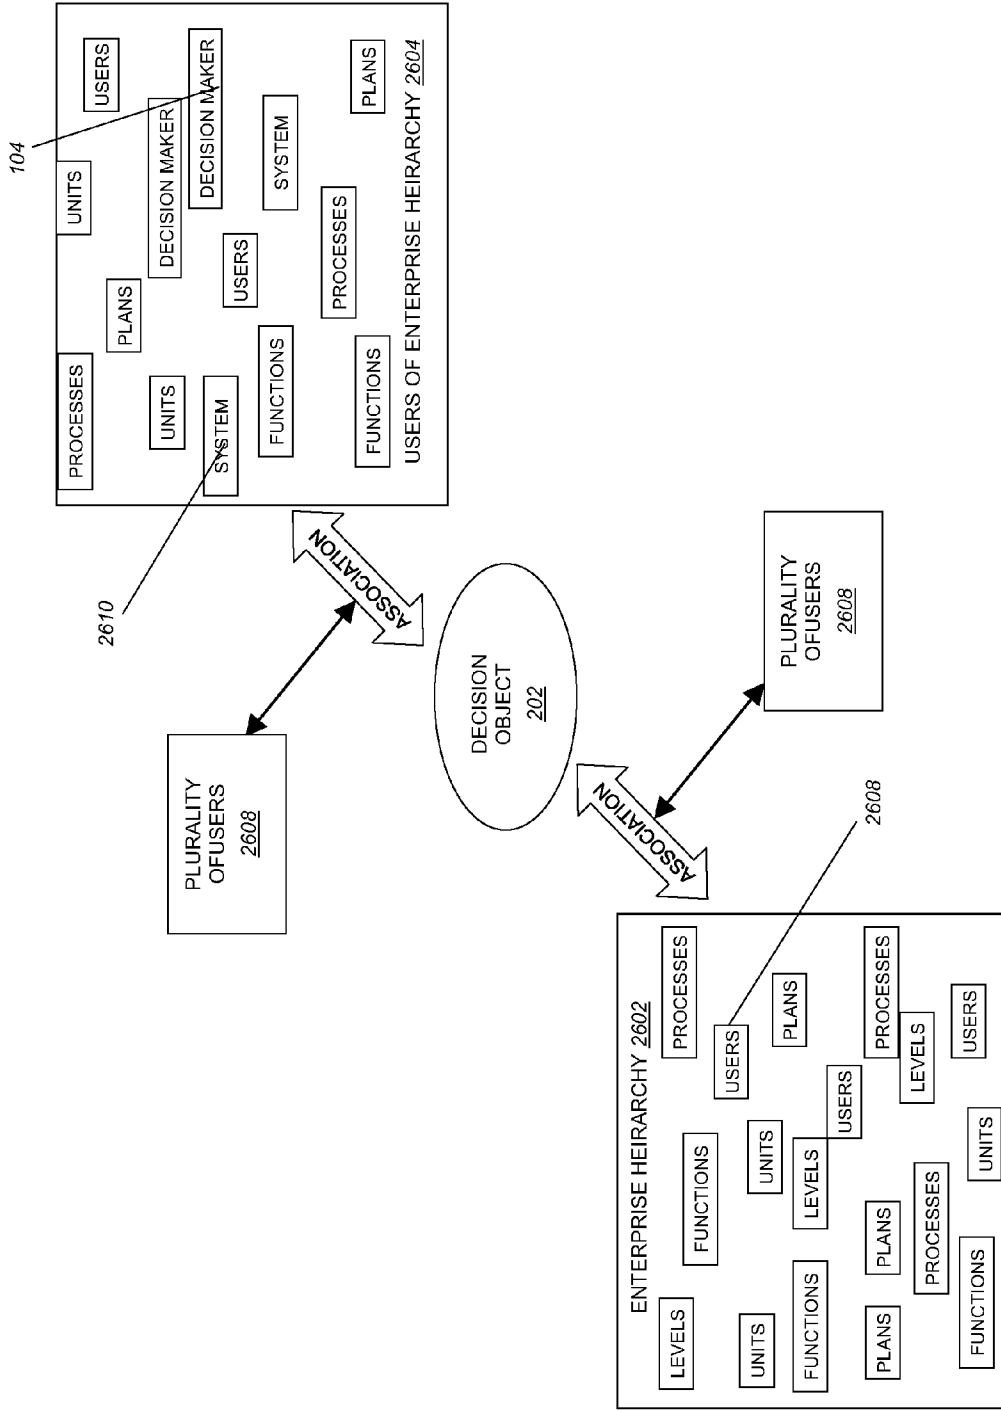 104
PROCESSES
UNITS
USERS
PLANS
UNITS
DECISION MAKER
DECISION MAKER
SYSTEM
USERS
FUNCTIONS
SYSTEM
PROCESSES
FUNCTIONS
PLANS
USERS OF ENTERPRISE HEIRARCHY 2604
2610
PLURALITY
OFUSERS
2608
ASSOCIATION
DECISION
OBJECT
202
ASSOCIATION
PLURALITY
OFUSERS
2608
2608
ENTERPRISE HEIRARCHY 2602
LEVELS
PROCESSES
FUNCTIONS
USERS
UNITS
UNITS
PLANS
FUNCTIONS
LEVELS
USERS
PLANS
PLANS
PROCESSES
LEVELS
PROCESSES
USERS
FUNCTIONS
UNITS